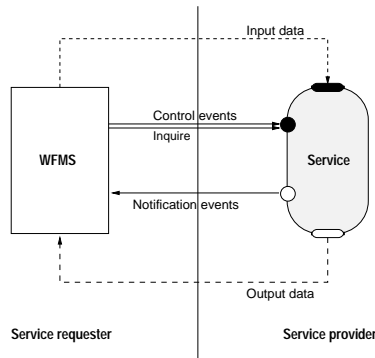 Input data
Control events
Inquire
WFMS
Service
Notification events
Output data
Service requester
Service provider